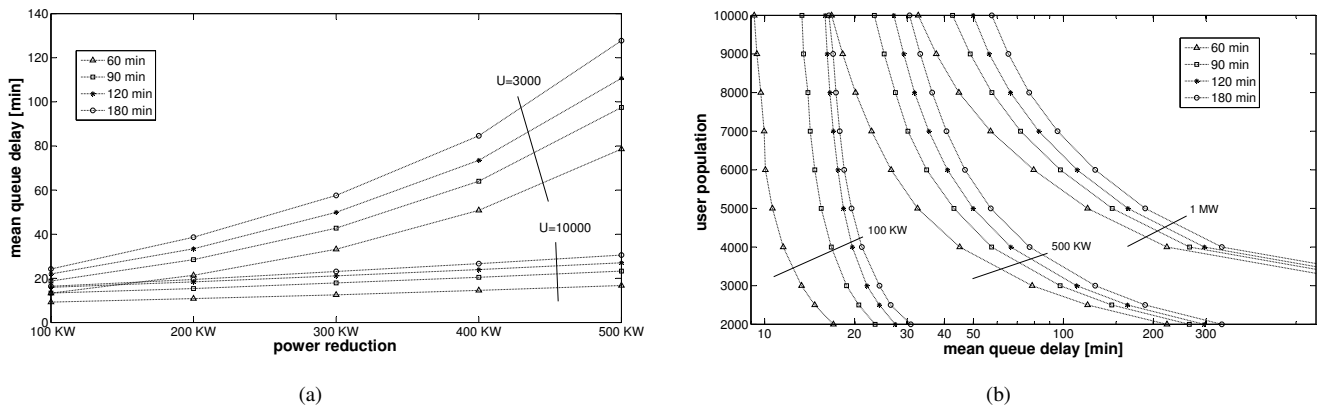 140
120
100
80
60
40
20
0
mean queue delay [min]
60 min
90 min
120 min
180 min
U=3000
U=10000
100 KW
200 KW
300 KW
400 KW
500 KW
power reduction
(a)
10000
9000
8000
7000
6000
5000
4000
3000
2000
user population
60 min
90 min
120 min
180 min
100 KW
500 KW
1 MW
10
20
30
40
50
100
200
300
mean queue delay [min]
(b)